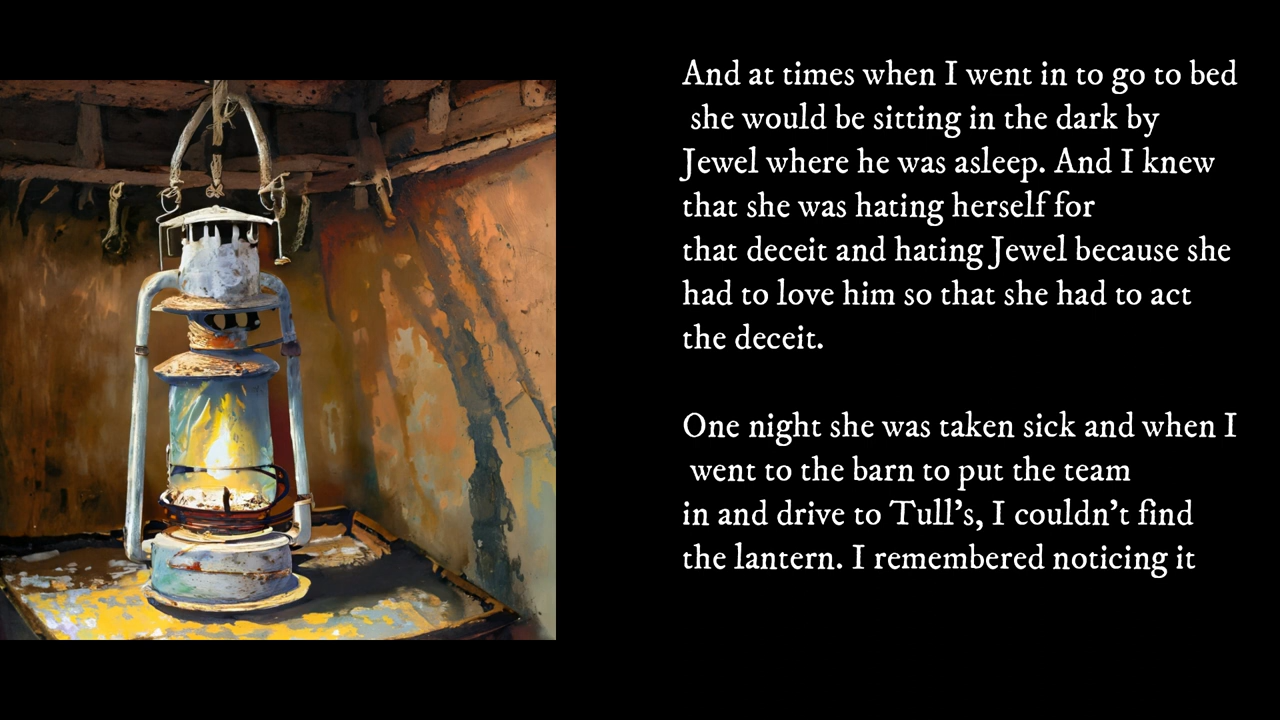 And at times when I went in to go to bed
she would be sitting in the dark by
Jewel where he was asleep. And I knew
that she was hating herself for
that deceit and hating Jewel because she
had to love him so that she had to act
the deceit.
One night she was taken sick and when I
went to the barn to put the team
in and drive to Tull's, I couldn't find
the lantern. I remembered noticing it